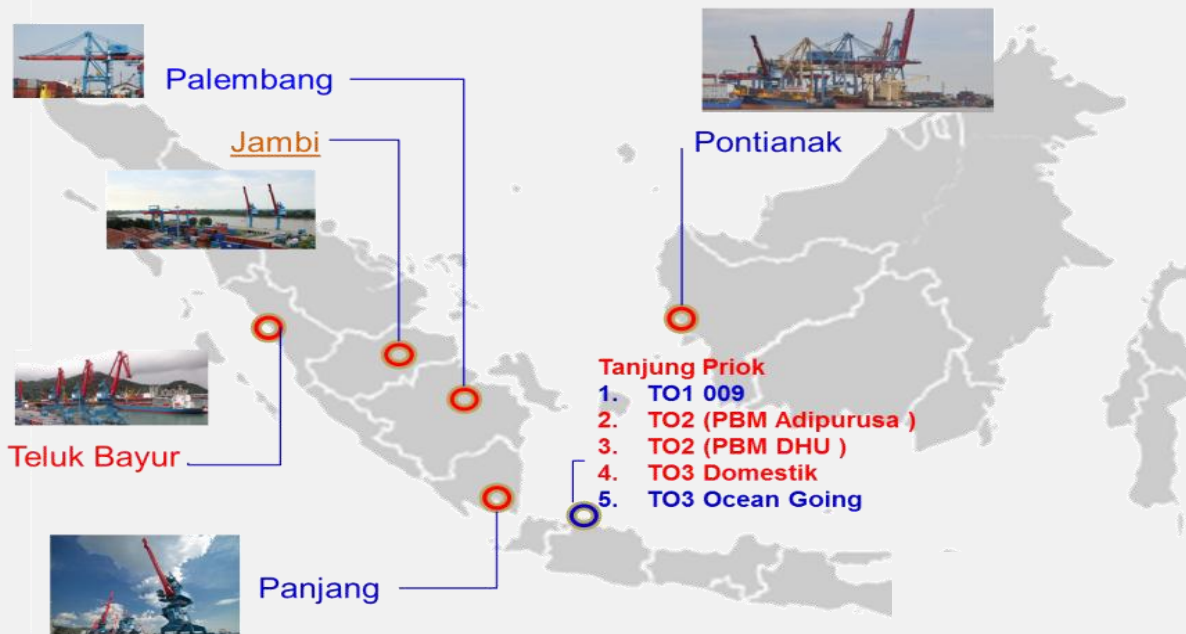 Palembang
Jambi
Pontianak
Tanjung Priok
1. TO1 009
2. TO2 (PBM Adipurusa )
3. TO2 (PBM DHU )
4. TO3 Domestik
5. TO3 Ocean Going
Teluk Bayur
Panjang